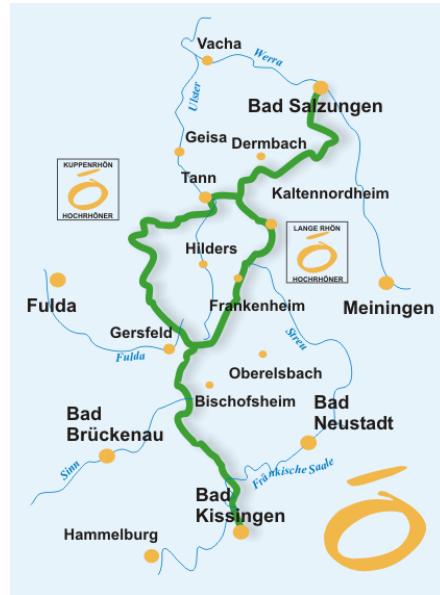 Vacha
Werra
Bad Salzungen
Ulster
Geisa
Dermbach
KUPPENRHÖN
HOCHRHÖNER
Tann
Kaltennordheim
LANGE RHÖN
HOCHRHÖNER
Hilders
Fulda
Frankenheim
Meiningen
Gersfeld
Fulda
Streu
Oberelsbach
Bischofsheim
Bad
Brückenau
Bad
Neustadt
Sinn
Fränkische Saale
Bad
Kissingen
Hammelburg